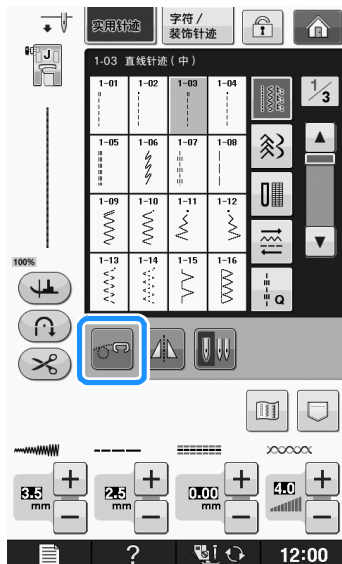 实用针迹
字符 /
装饰针迹
J
1-03 直线针迹 ( 中 )
1/3
1-01 1-02 1-03 1-04
1-05 1-06 1-07 1-08
1-09 1-10 1-11 1-12
1-13 1-14 1-15 1-16
Q
100%
3.5 mm
2.5 mm
0.00 mm
4.0
?
12:00